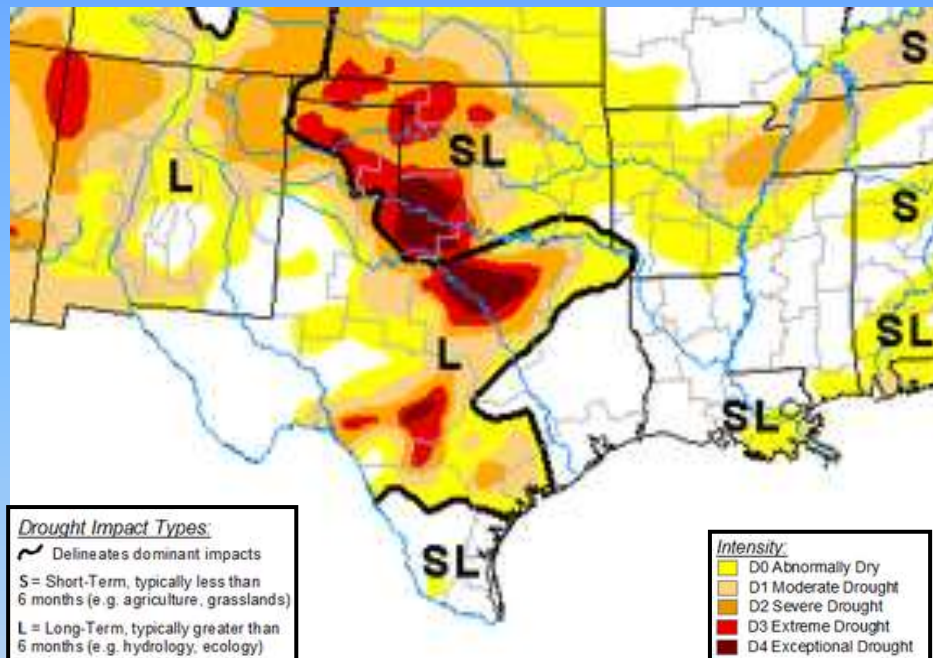 S
SL
L
S
SL
L
SL
SL
Drought Impact Types:
Delineates dominant impacts
S = Short-Term, typically less than
6 months (e.g. agriculture, grasslands)
L = Long-Term, typically greater than
6 months (e.g. hydrology, ecology)
Intensity:
D0 Abnormally Dry
D1 Moderate Drought
D2 Severe Drought
D3 Extreme Drought
D4 Exceptional Drought